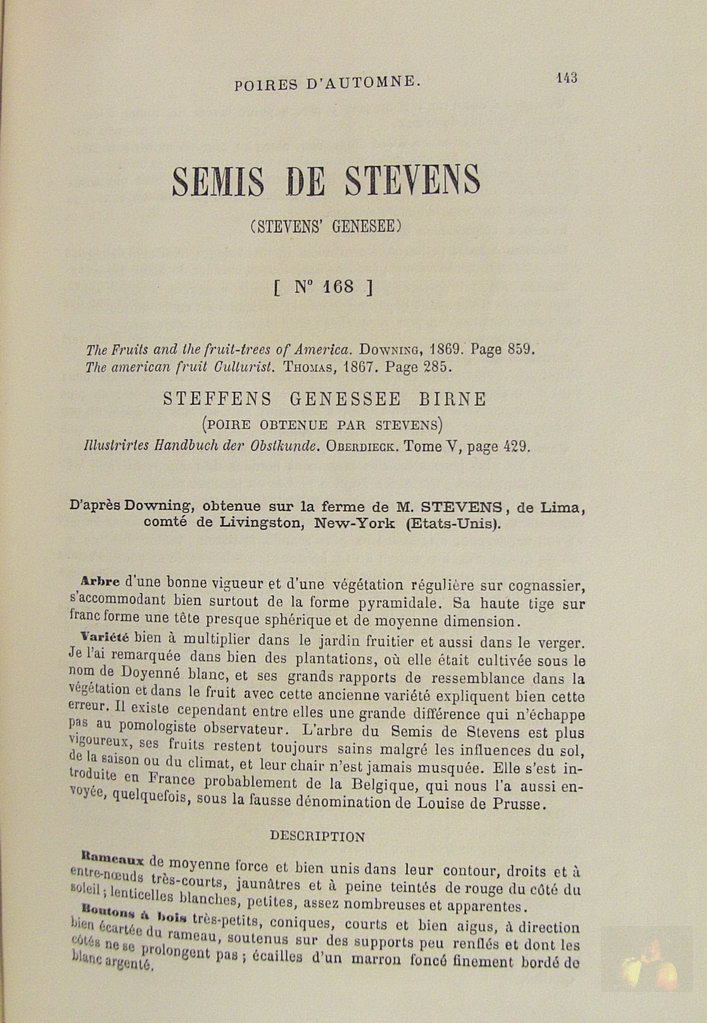 POIRES D'AUTOMNE.
143
SEMIS DE STEVENS
(STEVENS' GENESEE)
[ N° 168 ]
The Fruits and the fruit-trees of America. DOWNING, 1869. Page 859.
The american fruit Culturist. THOMAS, 1867. Page 285.
STEFFENS GENESSEE BIRNE
(POIRE OBTENUE PAR STEVENS)
Illustrirtes Handbuch der Obstkunde. OBERDIECK. Tome V, page 429.
D'après Downing, obtenue sur la ferme de M. STEVENS, de Lima,
comté de Livingston, New-York (Etats-Unis).
Arbre d'une bonne vigueur et d'une végétation régulière sur cognassier,
s'accommodant bien surtout de la forme pyramidale. Sa haute tige sur
franc forme une tête presque sphérique et de moyenne dimension.
Variété bien à multiplier dans le jardin fruitier et aussi dans le verger.
Je l'ai remarquée dans bien des plantations, où elle était cultivée sous le
nom de Doyenné blanc, et ses grands rapports de ressemblance dans la
végétation et dans le fruit avec cette ancienne variété expliquent bien cette
erreur. Il existe cependant entre elles une grande différence qui n'échappe
pas au pomologiste observateur. L'arbre du Semis de Stevens est plus
vigoureux, ses fruits restent toujours sains malgré les influences du sol,
de la saison ou du climat, et leur chair n'est jamais musquée. Elle s'est in-
troduite en France probablement de la Belgique, qui nous l'a aussi en-
voyée, quelquefois, sous la fausse dénomination de Louise de Prusse.
DESCRIPTION
Rameaux de moyenne force et bien unis dans leur contour, droits et à
entre-nœuds très-courts, jaunâtres et à peine teintés de rouge du côté du
soleil ; lenticelles blanches, petites, assez nombreuses et apparentes.
Boutons à bois très-petits, coniques, courts et bien aigus, à direction
bien écartée du rameau, soutenus sur des supports peu renflés et dont les
côtés ne se prolongent pas ; écailles d'un marron foncé finement bordé de
blanc argenté.